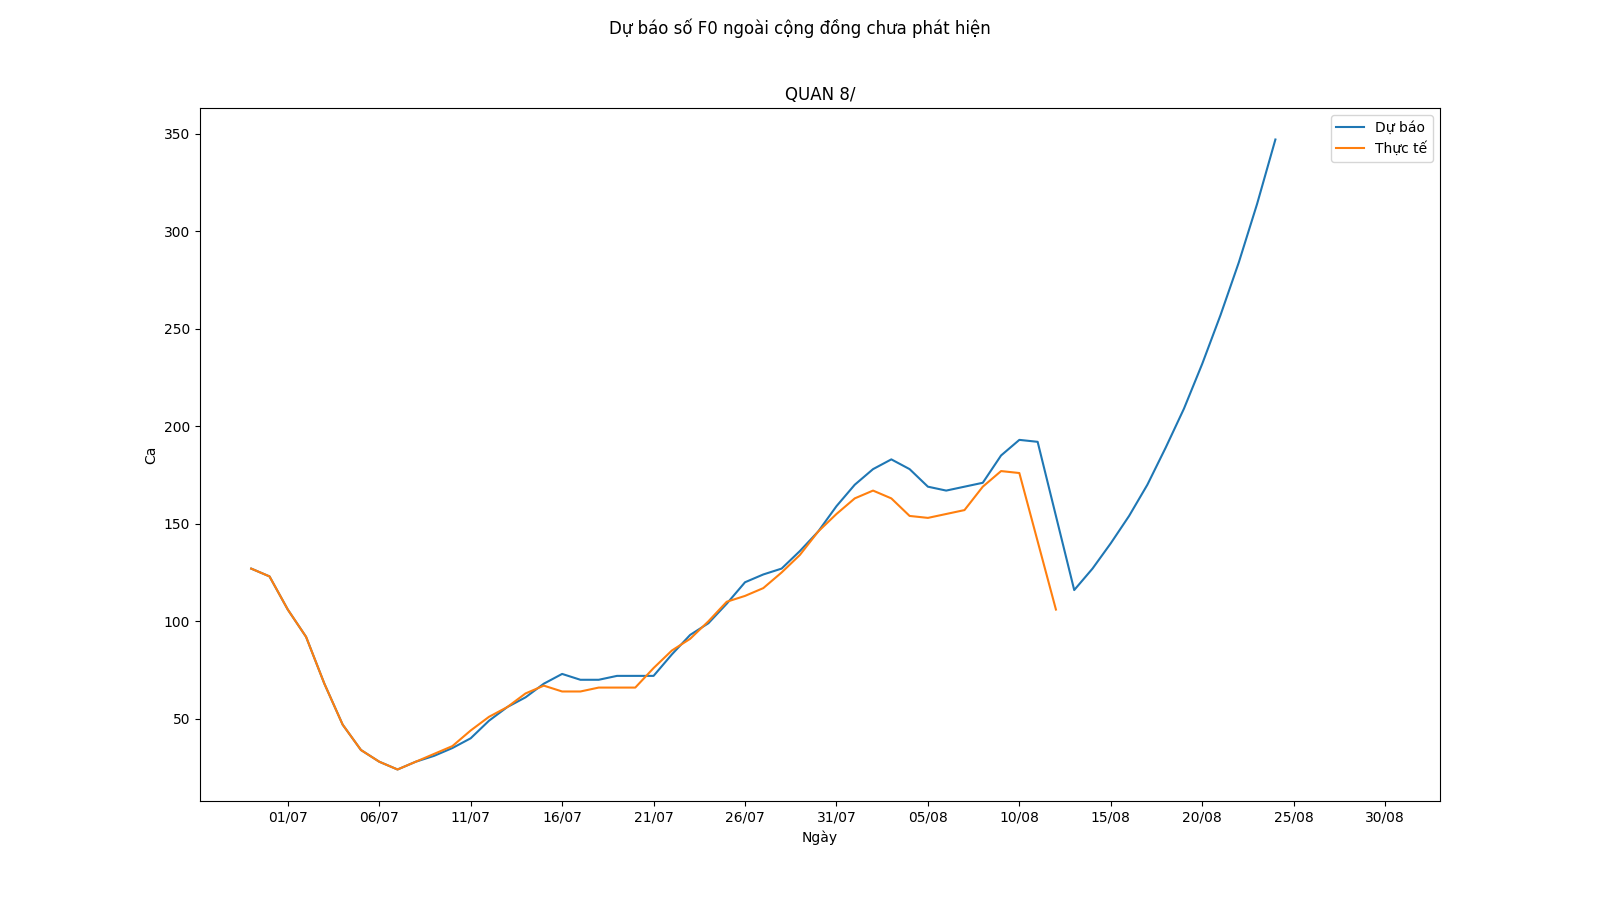 Dự báo số F0 ngoài cộng đồng chưa phát hiện
QUAN 8/
Dự báo
Thực tế
350
300
250
200
150
100
50
Ca
01/07 06/07 11/07 16/07 21/07 26/07 31/07 05/08 10/08 15/08 20/08 25/08 30/08
Ngày